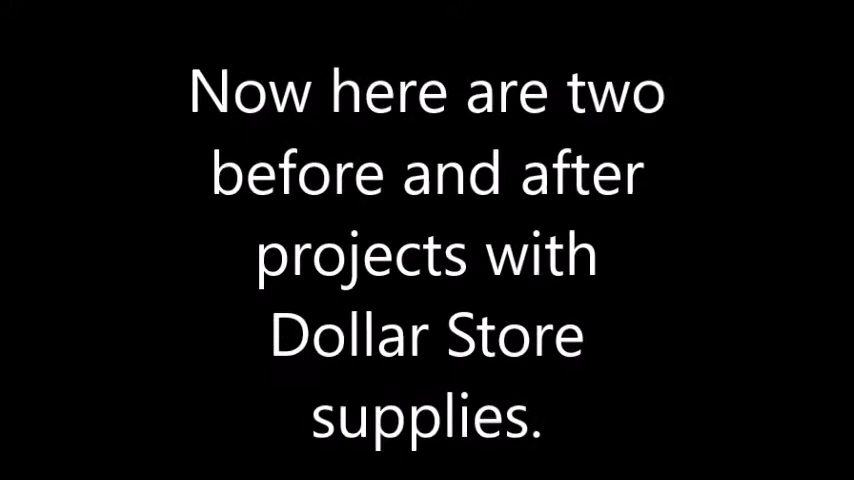 Now here are two
before and after
projects with
Dollar Store
supplies.